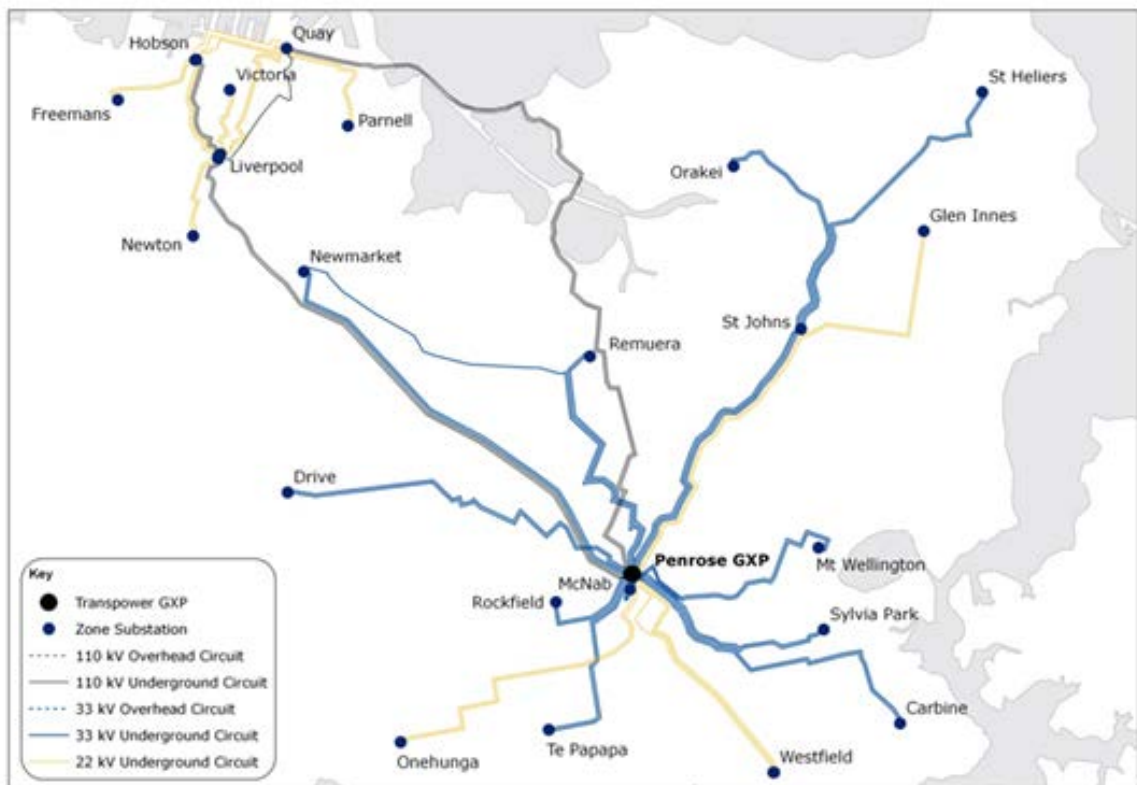 Quay
Hobson
Victoria
St Heliers
Freemans
Parnell
Liverpool
Orakei
Glen Innes
Newton
Newmarket
St Johns
Remuera
Drive
Penrose GXP
Mt Wellington
McNab
Rockfield
Sylvia Park
Carbine
Te Papapa
Westfield
Onehunga
Key
Transpower GXP
Zone Substation
110 kV Overhead Circuit
110 kV Underground Circuit
33 kV Overhead Circuit
33 kV Underground Circuit
22 kV Underground Circuit